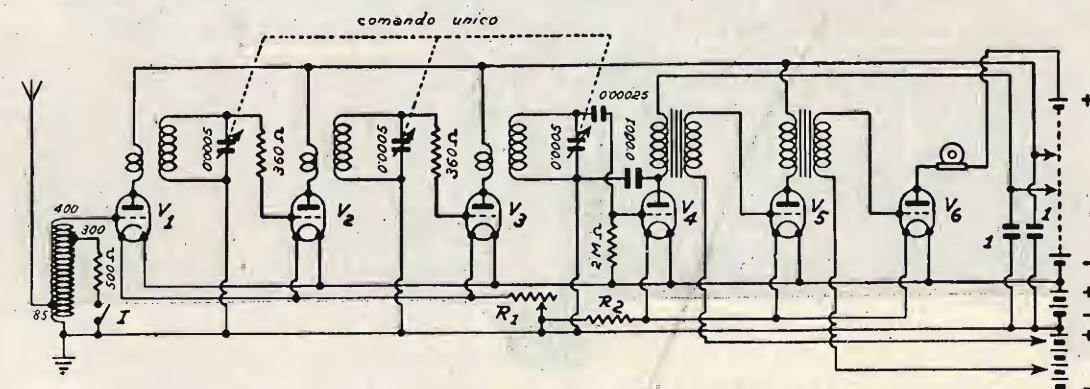 comando unico
0'0005
360 Ω
0'0005
360 Ω
0'0005
0'00025
0'0001
V1
V2
V3
V4
V5
V6
400
300
500 Ω
85
I
R1
R2
2 M Ω
1
1
+
-
+
-
+